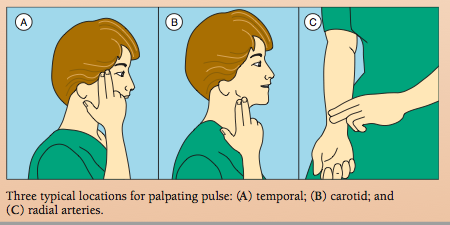 A
B
C
Three typical locations for palpating pulse: (A) temporal; (B) carotid; and
(C) radial arteries.